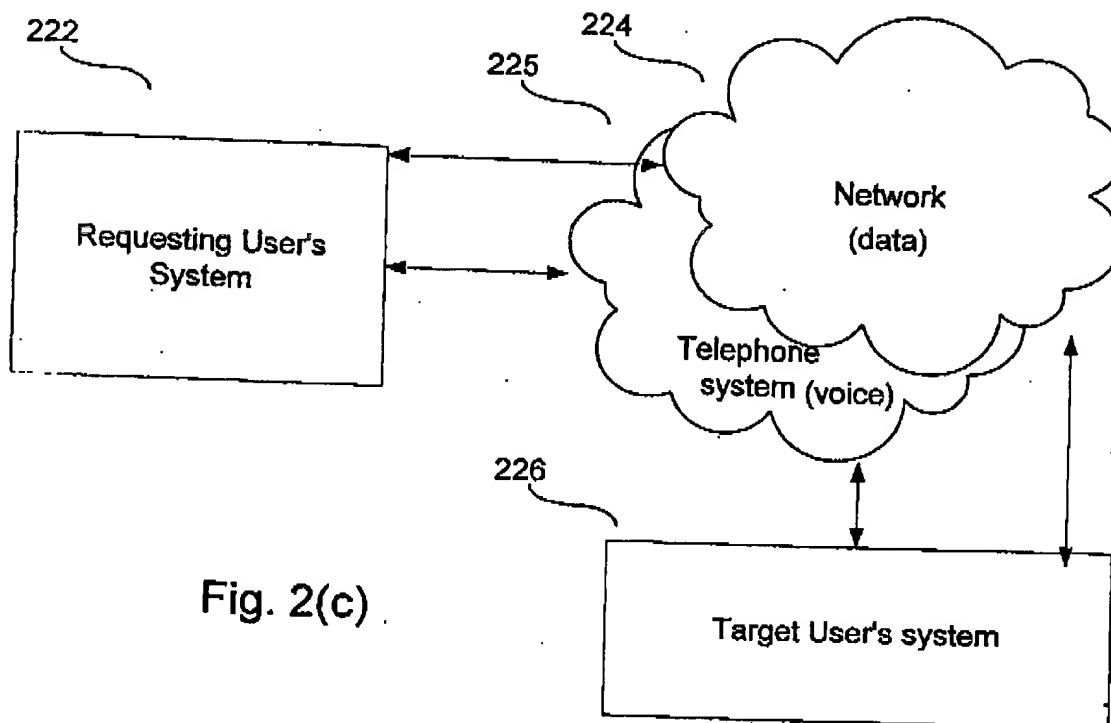 222
224
225
Requesting User's
System
Network
(data)
Telephone
system (voice)
226
Fig. 2(c)
Target User's system